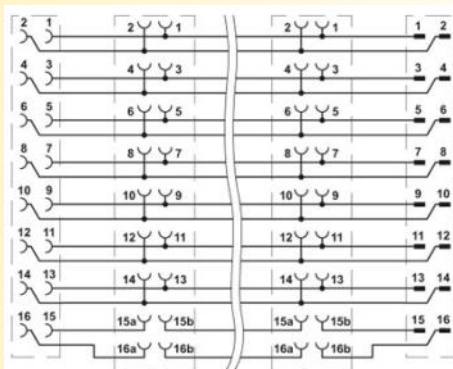 2 1 2 1 2 1 1 2
4 3 4 3 4 3 3 4
6 5 6 5 6 5 5 6
8 7 8 7 8 7 7 8
10 9 10 9 10 9 9 10
12 11 12 11 12 11 11 12
14 13 14 13 14 13 13 14
16 15 15a 15b 15a 15b 15 16
16a 16b 16a 16b